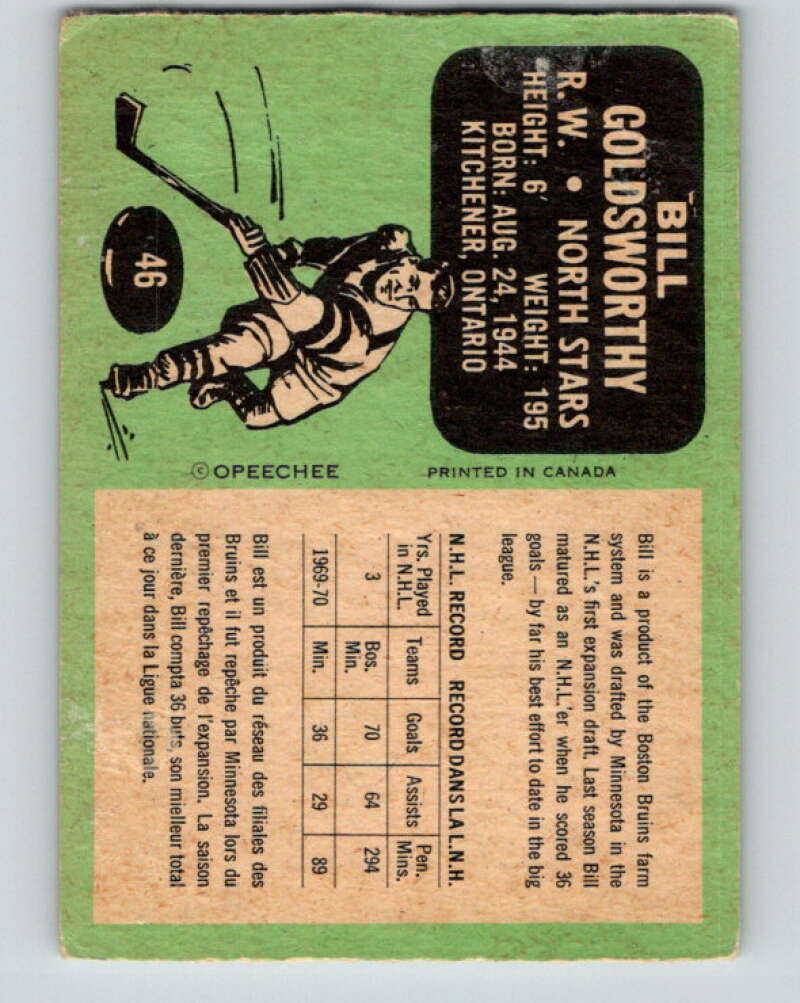 BILL
GOLDSWORTHY
R. W. • NORTH STARS
HEIGHT: 6' WEIGHT: 195
BORN: AUG. 24, 1944
KITCHENER, ONTARIO
46
© OPEECHEE PRINTED IN CANADA
Bill is a product of the Boston Bruins farm
system and was drafted by Minnesota in the
N.H.L.'s first expansion draft. Last season Bill
matured as an N.H.L.'er when he scored 36
goals — by far his best effort to date in the big
league.
N.H.L. RECORD RECORD DANS LA L.N.H.
Yrs. Played in N.H.L. Teams Goals Assists Pen. Mins.
3 Bos. Min. 70 64 294
1969-70 Min. 36 29 89
Bill est un produit du réseau des filiales des
Bruins et il fut repêche par Minnesota lors du
premier repêchage de l'expansion. La saison
dernière, Bill compta 36 buts, son mielleur total
à ce jour dans la Ligue nationale.